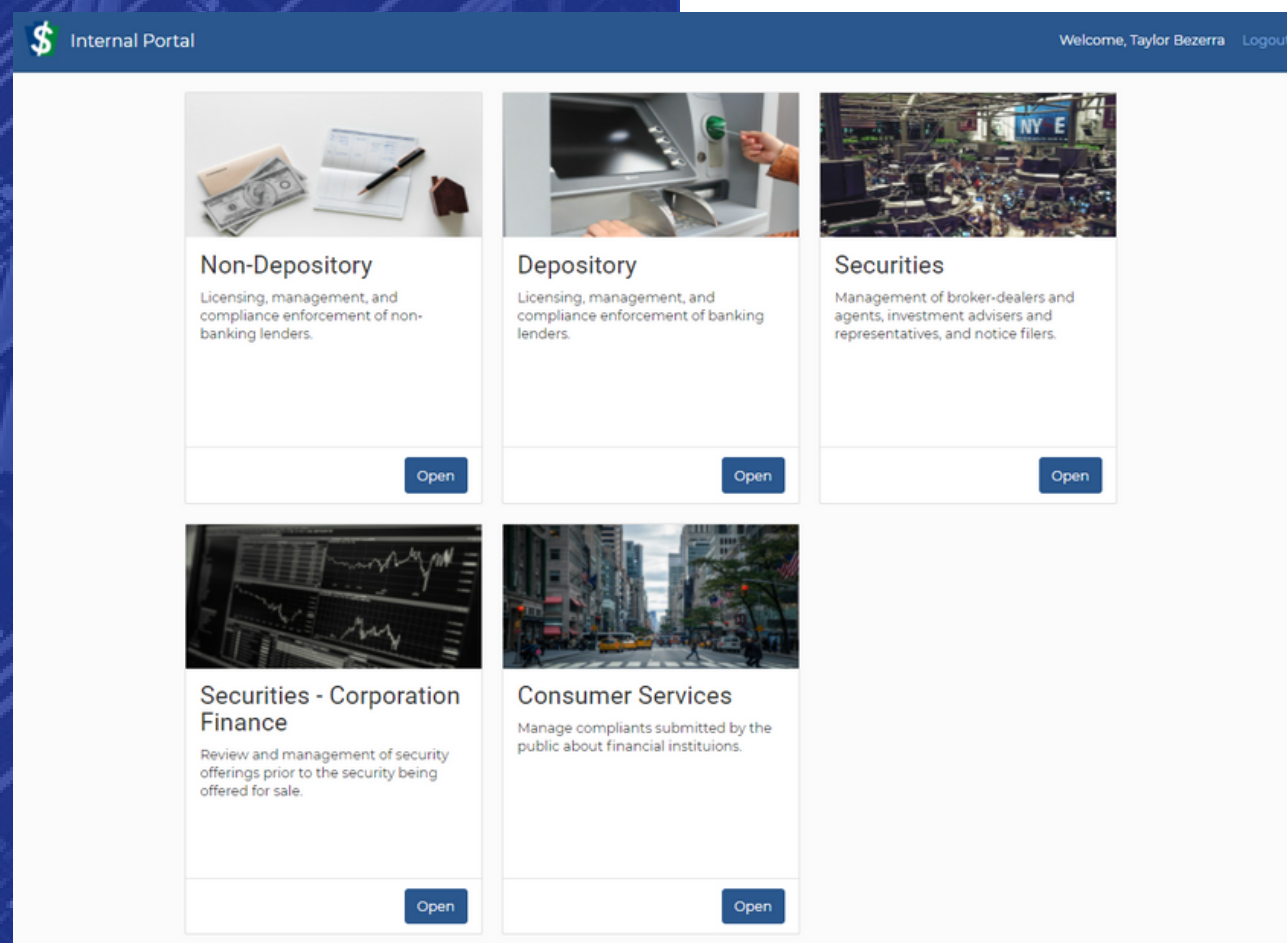 $ Internal Portal
Welcome, Taylor Bezerra Logout
NY E
Non-Depository
Licensing, management, and
compliance enforcement of non-
banking lenders.
Open
Depository
Licensing, management, and
compliance enforcement of banking
lenders.
Open
Securities
Management of broker-dealers and
agents, investment advisers and
representatives, and notice filers.
Open
Securities - Corporation
Finance
Review and management of security
offerings prior to the security being
offered for sale.
Open
Consumer Services
Manage compliants submitted by the
public about financial instituions.
Open